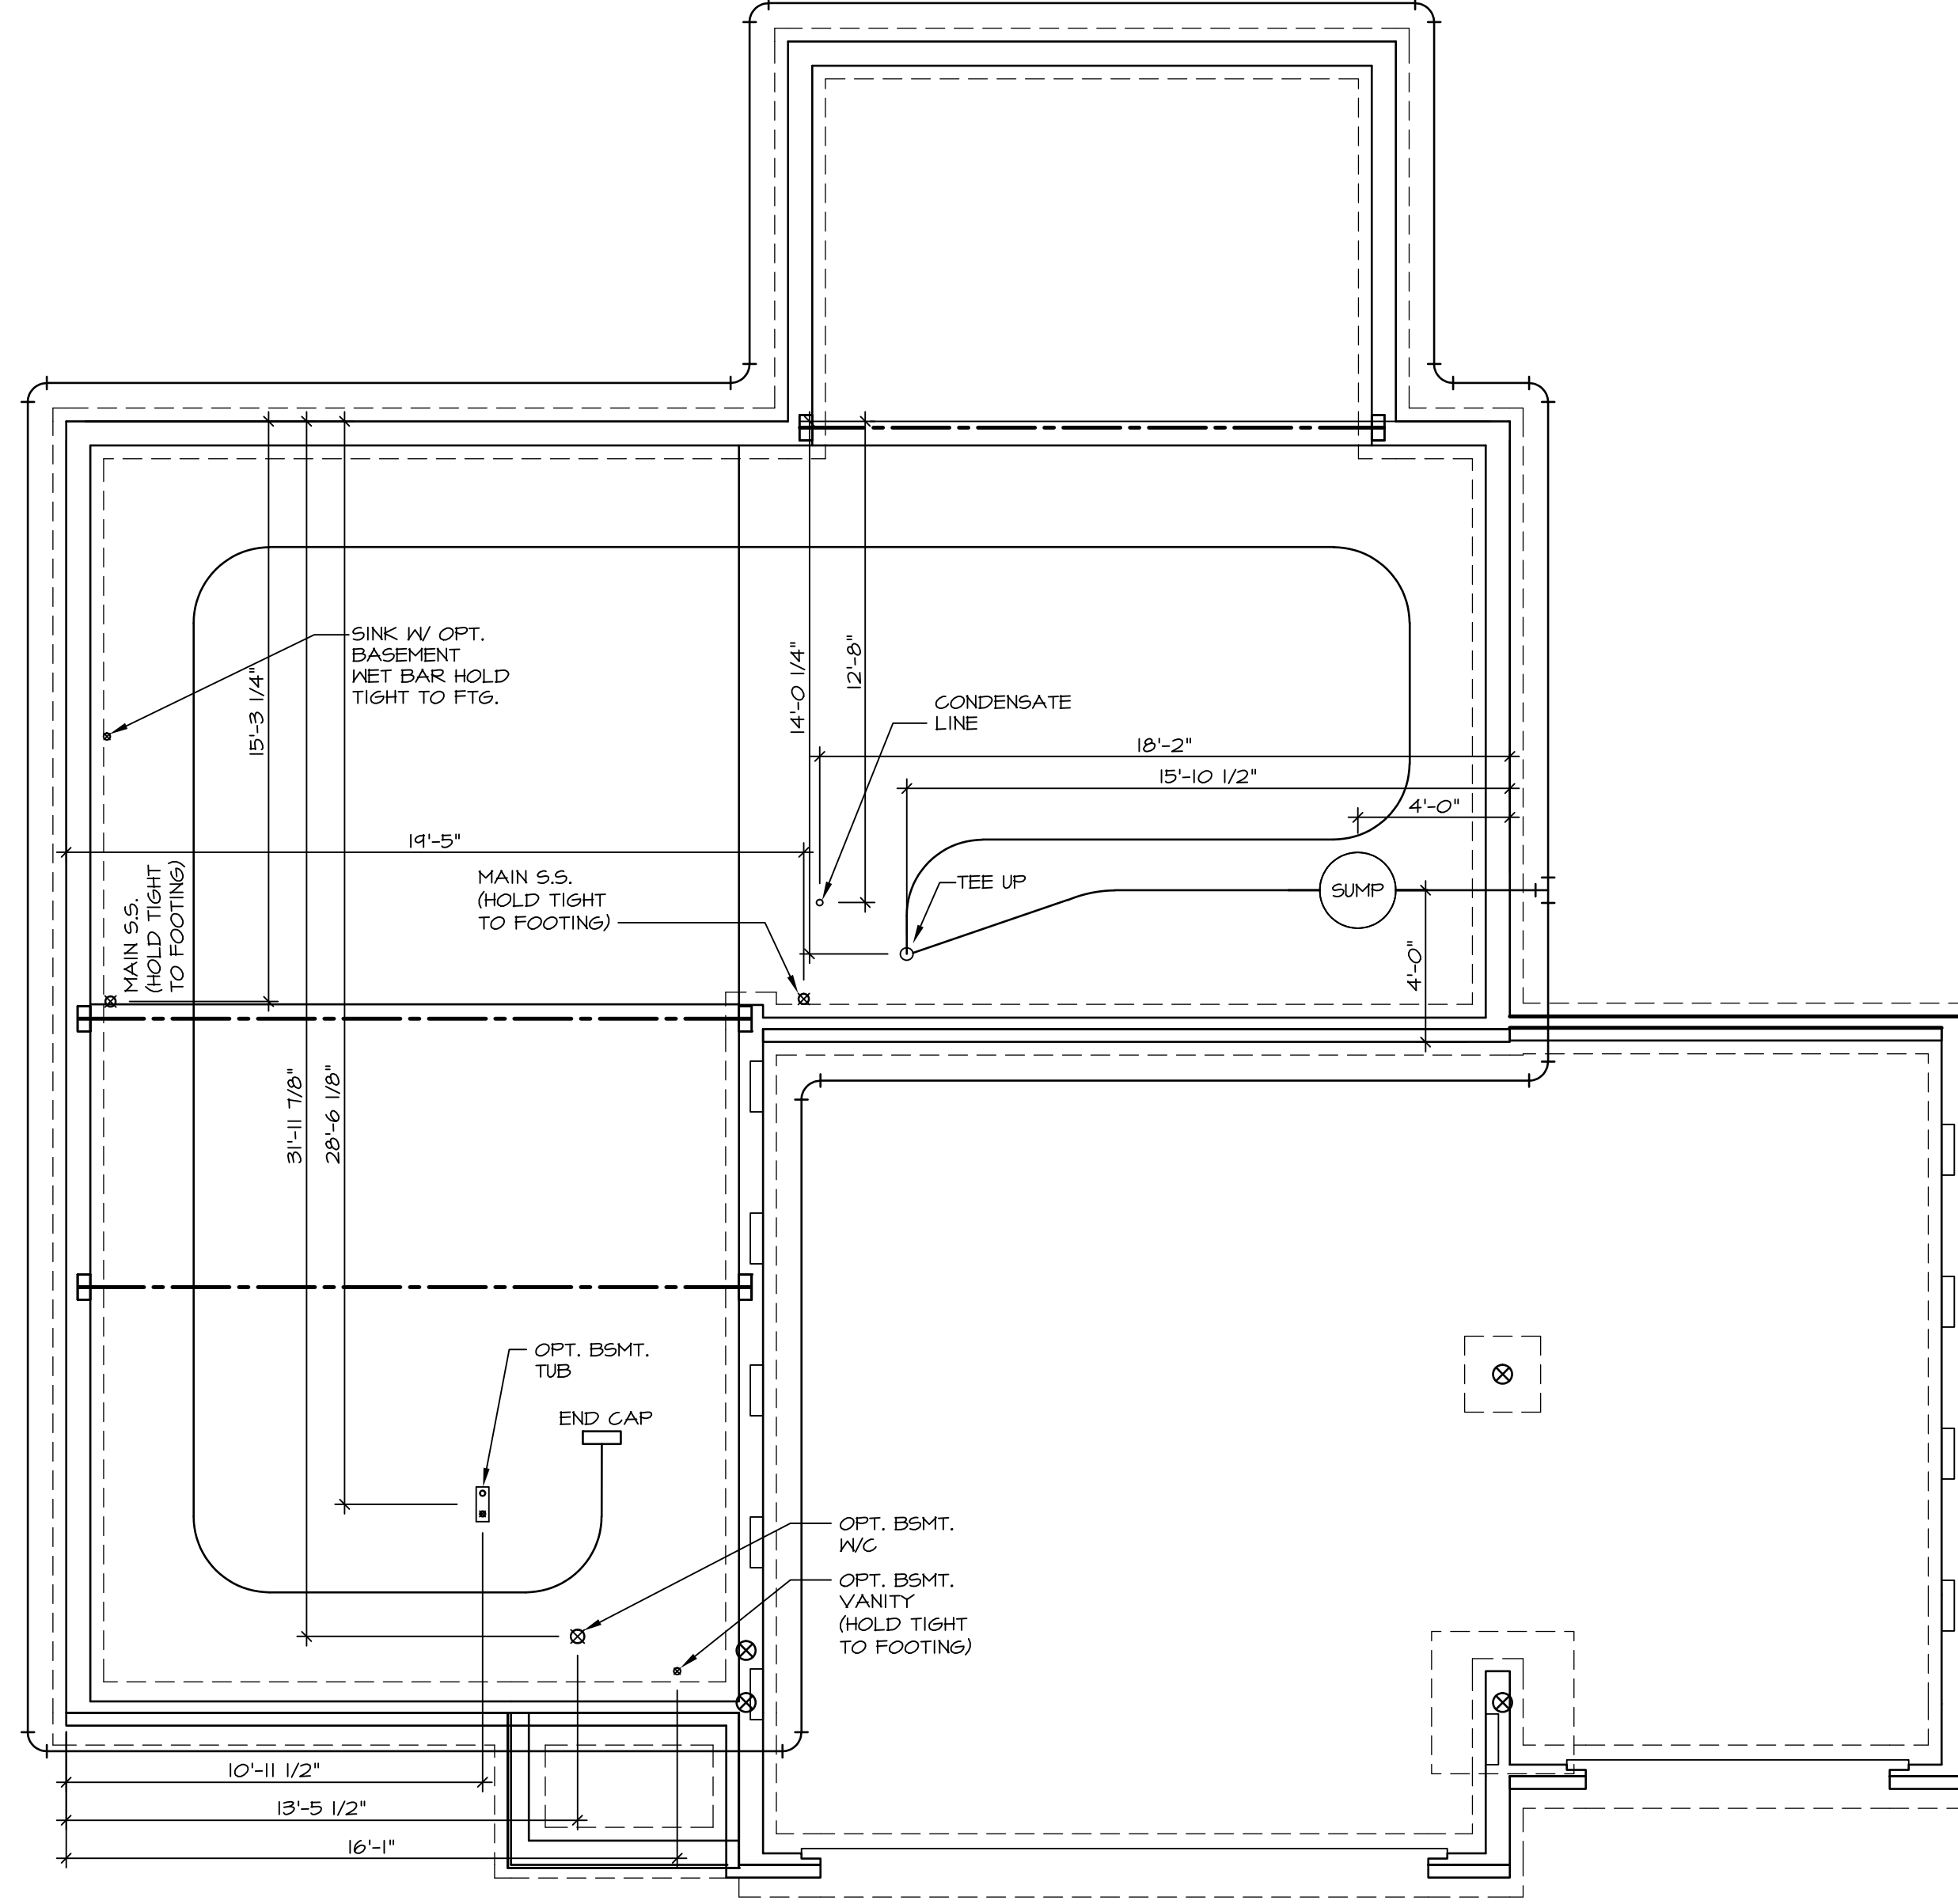 SINK W/ OPT.
BASEMENT
WET BAR HOLD
TIGHT TO FTG.
15'-3 1/4"
14'-0 1/4"
12'-8"
CONDENSATE
LINE
18'-2"
15'-10 1/2"
4'-0"
19'-5"
MAIN S.S.
(HOLD TIGHT
TO FOOTING)
MAIN S.S.
(HOLD TIGHT
TO FOOTING)
TEE UP
SUMP
4'-0"
31'-11 7/8"
28'-6 1/8"
OPT. BSMT.
TUB
END CAP
OPT. BSMT.
W/C
OPT. BSMT.
VANITY
(HOLD TIGHT
TO FOOTING)
10'-11 1/2"
13'-5 1/2"
16'-1"